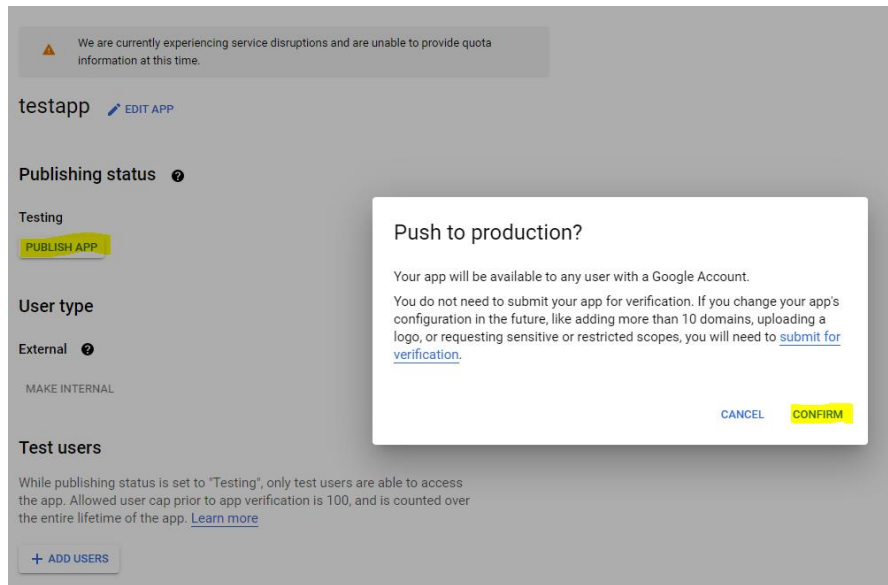 We are currently experiencing service disruptions and are unable to provide quota
information at this time.
testapp EDIT APP
Publishing status
Testing
PUBLISH APP
User type
External
MAKE INTERNAL
Test users
While publishing status is set to "Testing", only test users are able to access
the app. Allowed user cap prior to app verification is 100, and is counted over
the entire lifetime of the app. Learn more
+ ADD USERS
Push to production?
Your app will be available to any user with a Google Account.
You do not need to submit your app for verification. If you change your app's
configuration in the future, like adding more than 10 domains, uploading a
logo, or requesting sensitive or restricted scopes, you will need to submit for
verification.
CANCEL CONFIRM